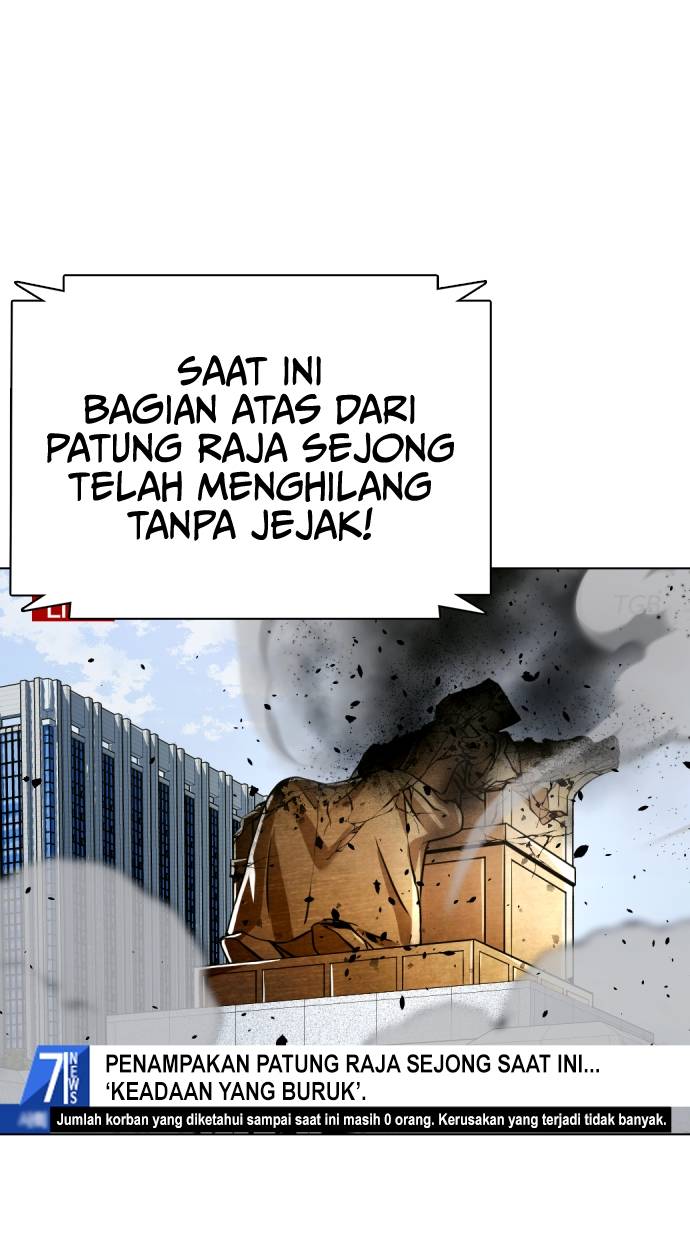 SAAT INI
BAGIAN ATAS DARI
PATUNG RAJA SEJONG
TELAH MENGHILANG
TANPA JEJAK!
TGB
7 NEWS
PENAMPAKAN PATUNG RAJA SEJONG SAAT INI...
‘KEADAAN YANG BURUK’.
Jumlah korban yang diketahui sampai saat ini masih 0 orang. Kerusakan yang terjadi tidak banyak.